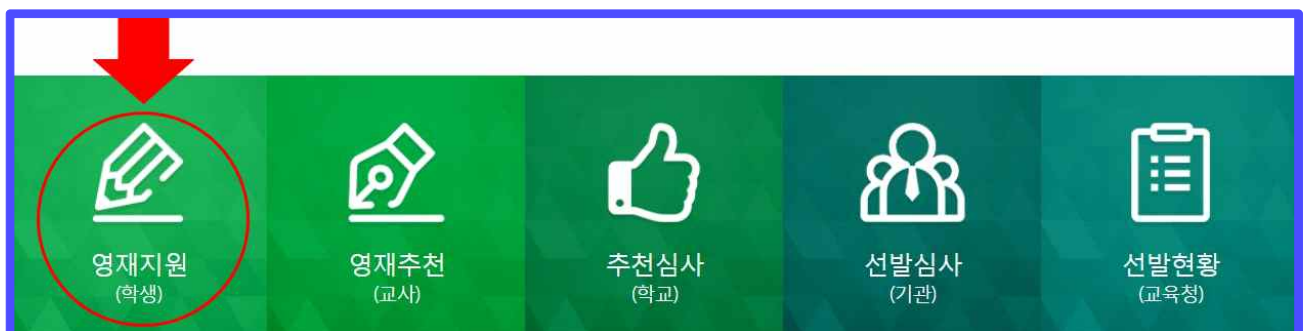 영재지원
(학생)
영재추천
(교사)
추천심사
(학교)
선발심사
(기관)
선발현황
(교육청)